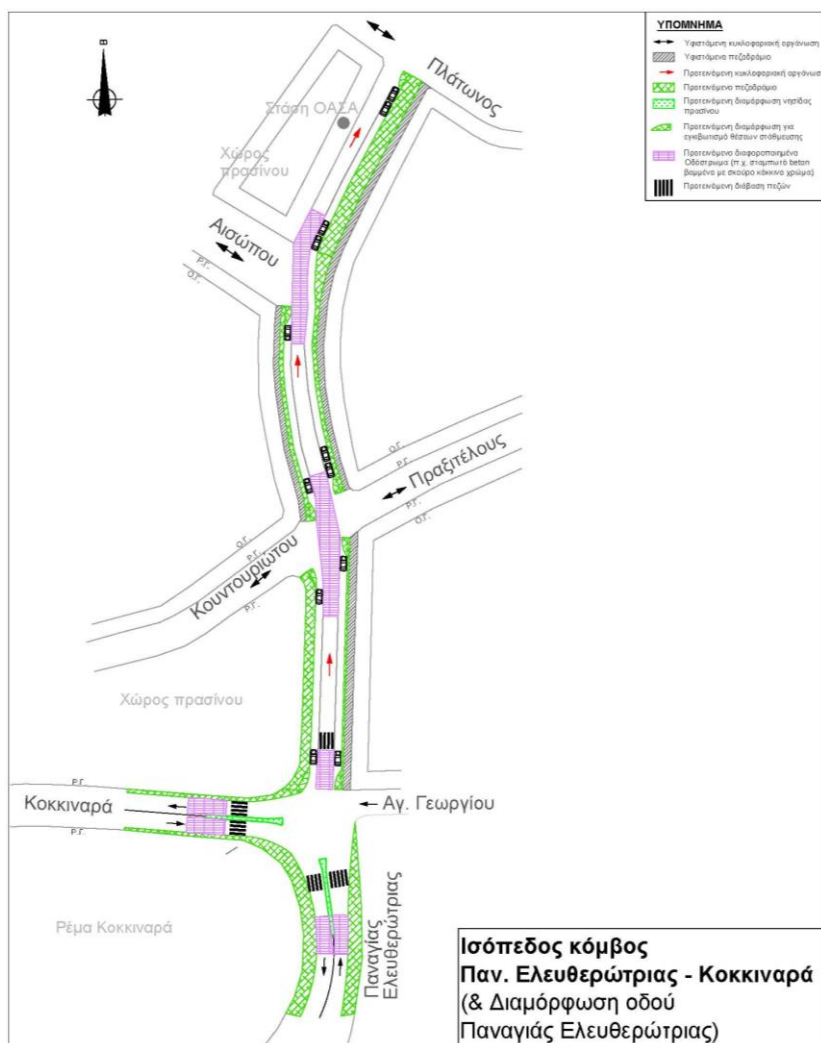 Β
Πλάτωνος
Στάση ΟΑΣΑ
Χώρος
πρασίνου
Αισώπου
Ρ.Γ.
Ο.Γ.
Ο.Γ.
Ρ.Γ.
Πραξιτέλους
Ρ.Γ.
Ο.Γ.
Ο.Γ.
Ρ.Γ.
Κουντουριώτου
Ρ.Γ.
Χώρος πρασίνου
Ρ.Γ.
Κοκκιναρά
Αγ. Γεωργίου
Ρ.Γ.
Ρέμα Κοκκιναρά
Παναγίας
Ελευθερώτριας
ΥΠΟΜΝΗΜΑ
Υφιστάμενη κυκλοφοριακή οργάνωση
Υφιστάμενο πεζοδρόμιο
Προτεινόμενη κυκλοφοριακή οργάνωση
Προτεινόμενο πεζοδρόμιο
Προτεινόμενη διαμόρφωση νησίδας
πρασίνου
Προτεινόμενη διαμόρφωση για
εγκιβωτισμό θέσεων στάθμευσης
Προτεινόμενο διαφοροποιημένο
Οδόστρωμα (π.χ. σταμπωτό beton
βαμμένο με σκούρο κόκκινο χρώμα)
Προτεινόμενη διάβαση πεζών
Ισόπεδος κόμβος
Παν. Ελευθερώτριας - Κοκκιναρά
(& Διαμόρφωση οδού
Παναγιάς Ελευθερώτριας)